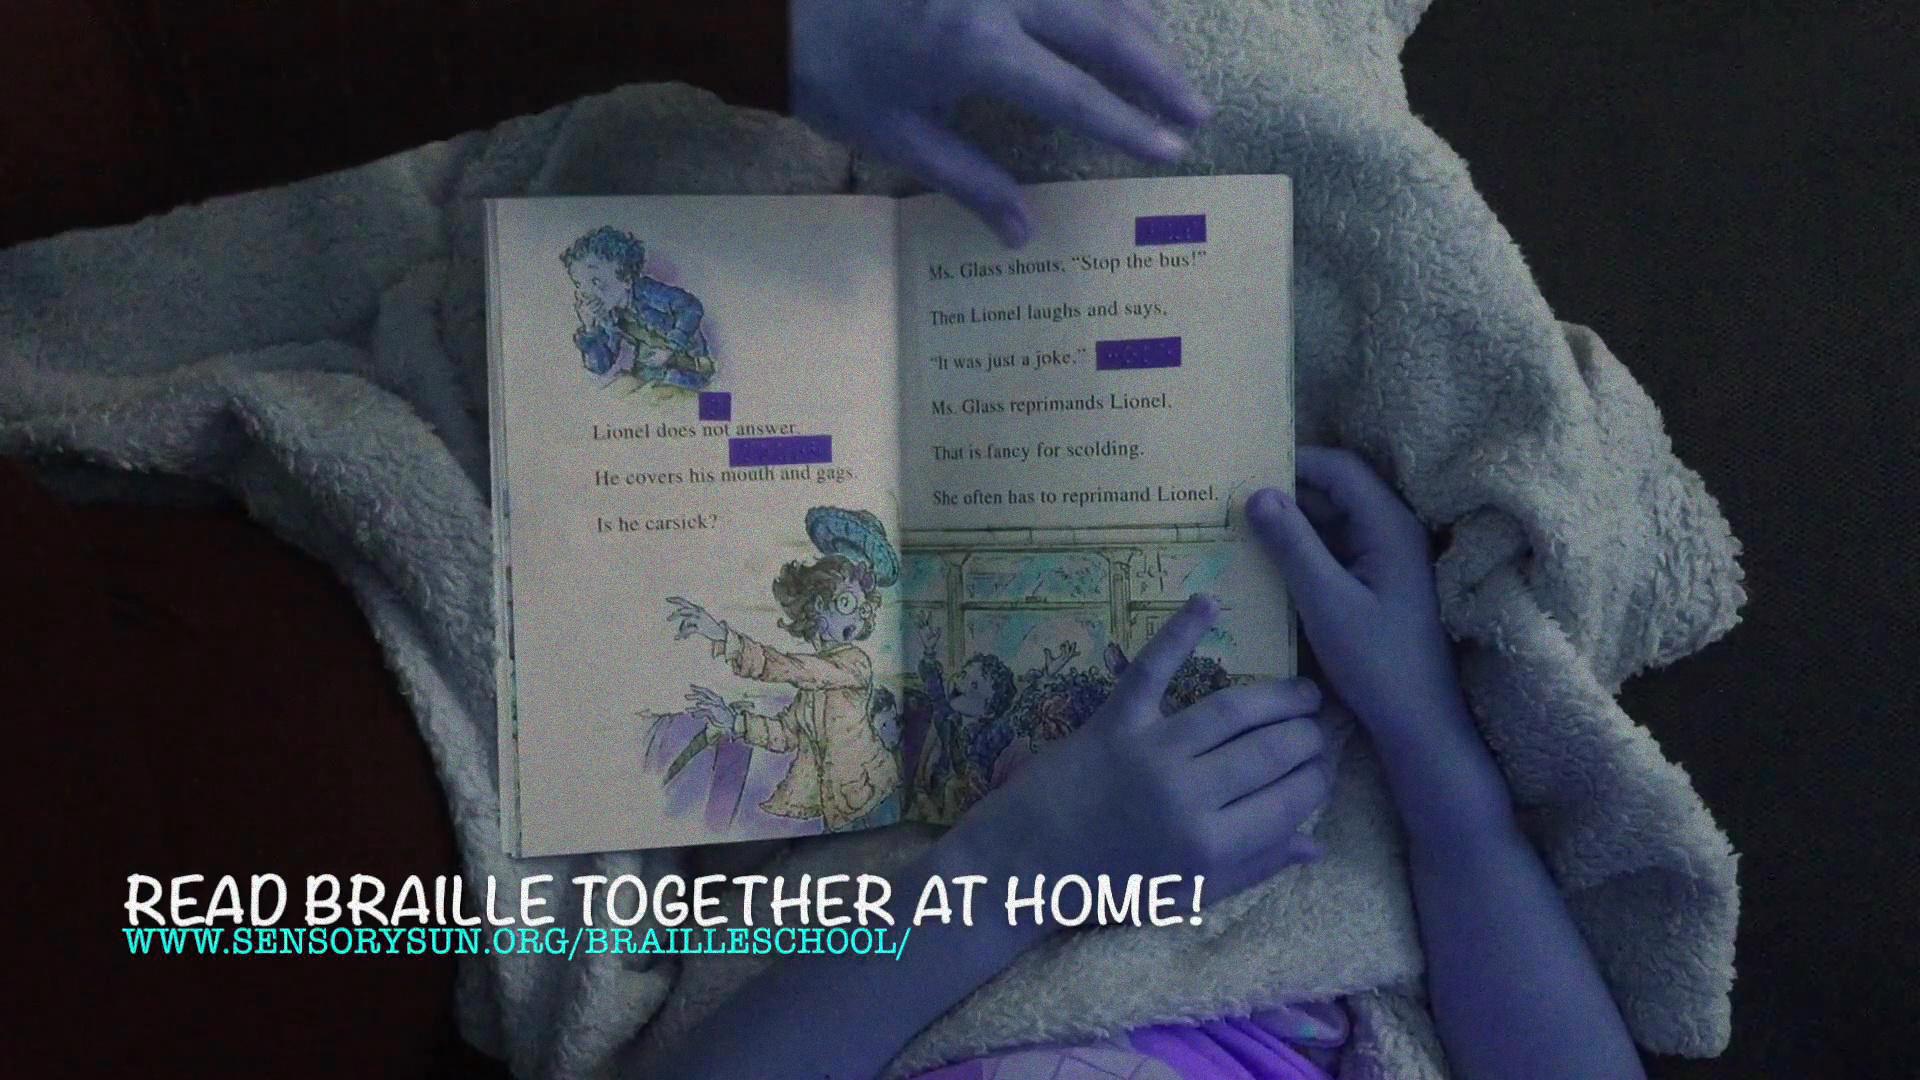 Lionel does not answer.
He covers his mouth and gags.
Is he carsick?
Ms. Glass shouts, “Stop the bus!”
Then Lionel laughs and says,
“It was just a joke.”
Ms. Glass reprimands Lionel.
That is fancy for scolding.
She often has to reprimand Lionel.
READ BRAILLE TOGETHER AT HOME!
WWW.SENSORYSUN.ORG/BRAILLESCHOOL/